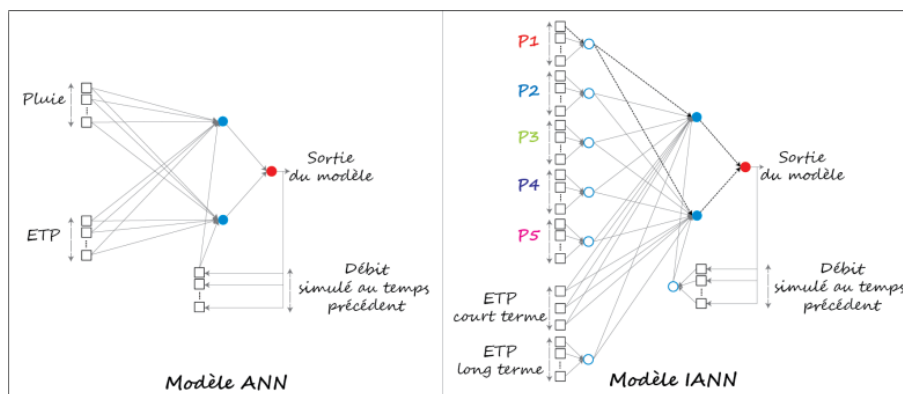 Pluie
ETP
Sortie
du modèle
Débit
simulé au temps
précédent
Modèle ANN
P1
P2
P3
P4
P5
ETP
court terme
ETP
long terme
Sortie
du modèle
Débit
simulé au temps
précédent
Modèle IANN